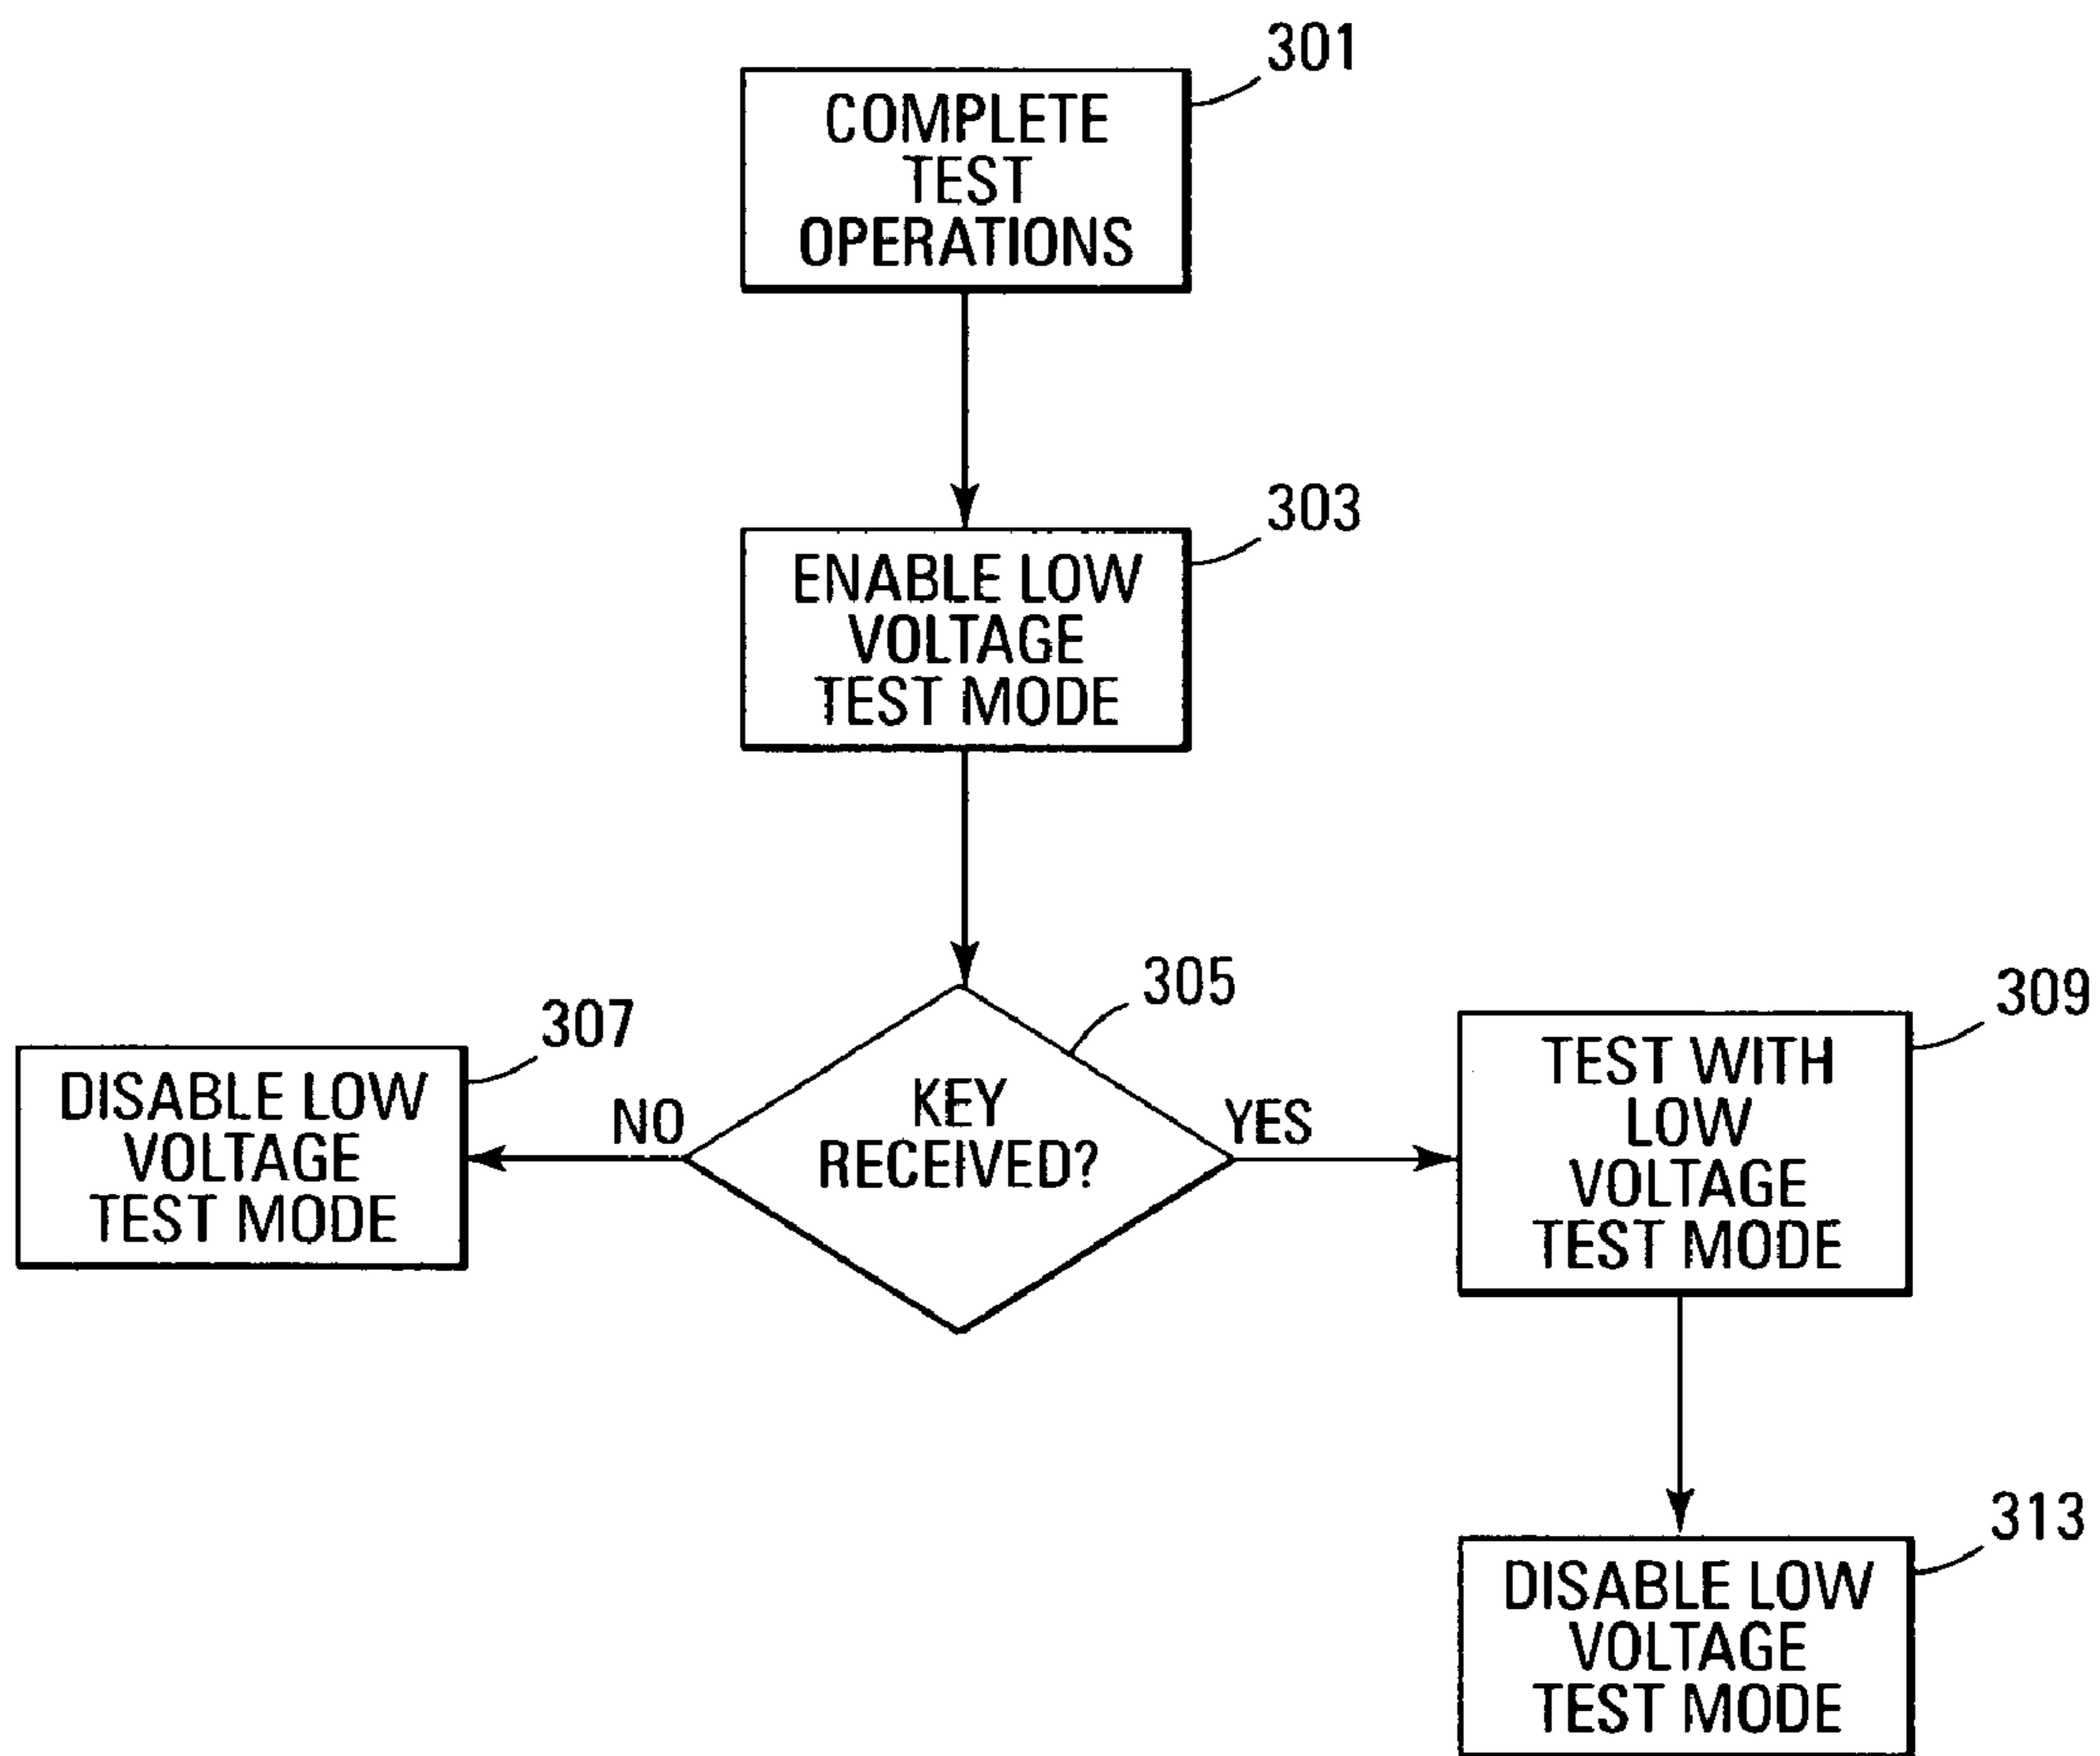 301
COMPLETE
TEST
OPERATIONS
303
ENABLE LOW
VOLTAGE
TEST MODE
305
KEY
RECEIVED?
NO
YES
307
DISABLE LOW
VOLTAGE
TEST MODE
309
TEST WITH
LOW
VOLTAGE
TEST MODE
313
DISABLE LOW
VOLTAGE
TEST MODE